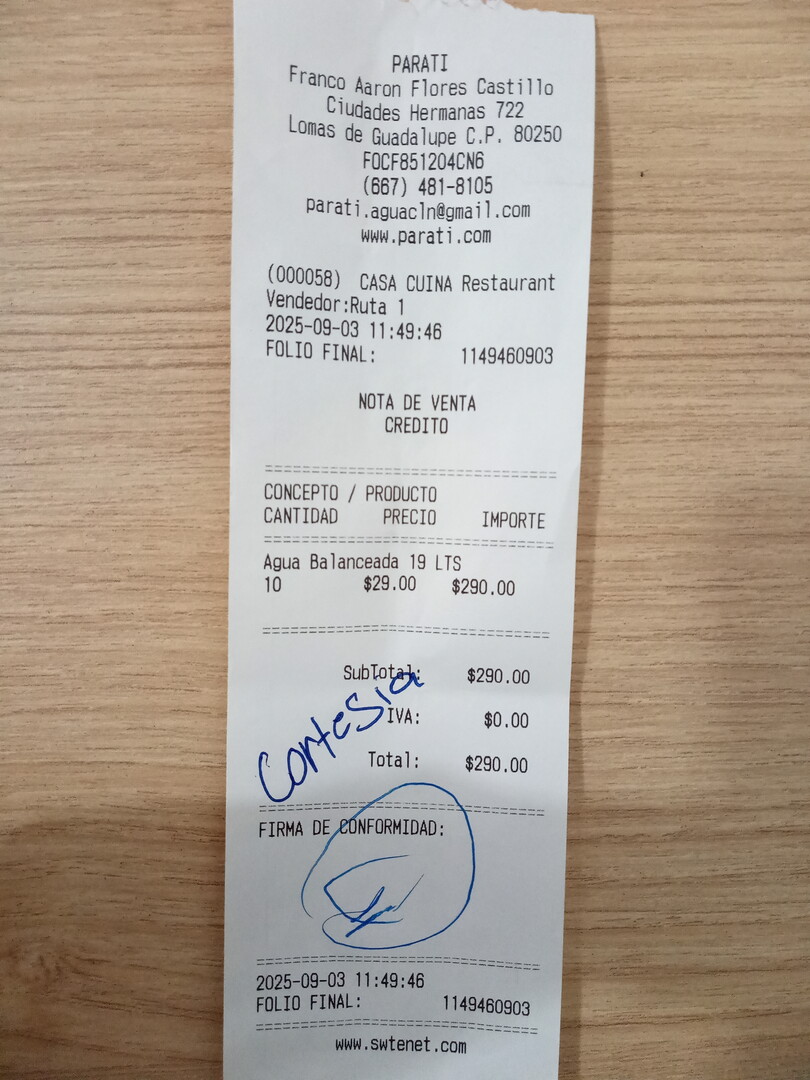 PARATI
Franco Aaron Flores Castillo
Ciudades Hermanas 722
Lomas de Guadalupe C.P. 80250
FOCF851204CN6
(667) 481-8105
parati.aguacln@gmail.com
www.parati.com
(000058) CASA CUINA Restaurant
Vendedor:Ruta 1
2025-09-03 11:49:46
FOLIO FINAL: 1149460903
NOTA DE VENTA
CREDITO
================================
CONCEPTO / PRODUCTO
CANTIDAD PRECIO IMPORTE
================================
Agua Balanceada 19 LTS
10 $29.00 $290.00
================================
SubTotal: $290.00
Cortesia
IVA: $0.00
Total: $290.00
================================
FIRMA DE CONFORMIDAD:
================================
2025-09-03 11:49:46
FOLIO FINAL: 1149460903
================================
www.swtenet.com